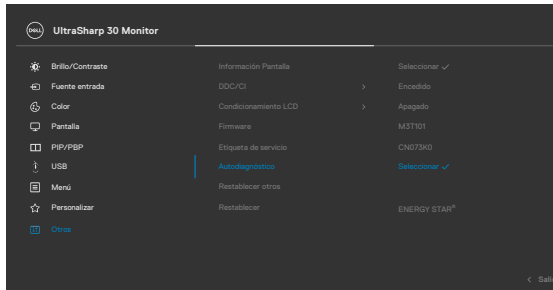 DELL UltraSharp 30 Monitor
Brillo/Contraste Información Pantalla Seleccionar ✓
Fuente entrada DDC/CI > Encedido
Color Condicionamiento LCD > Apagado
Pantalla Firmware M3T101
PIP/PBP Etiqueta de servicio CN073K0
USB Autodiagnóstico Seleccionar ✓
Menú Restablecer otros
Personalizar Restablecer ENERGY STAR®
Otros
< Sali